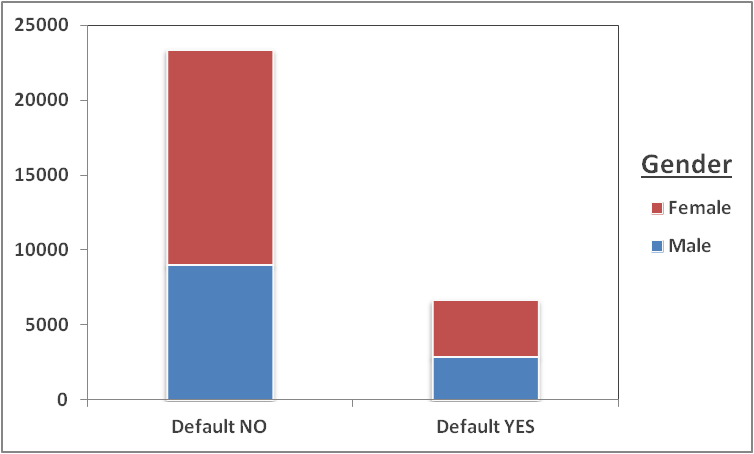 25000
20000
15000
10000
5000
0
Default NO
Default YES
Gender
Female
Male